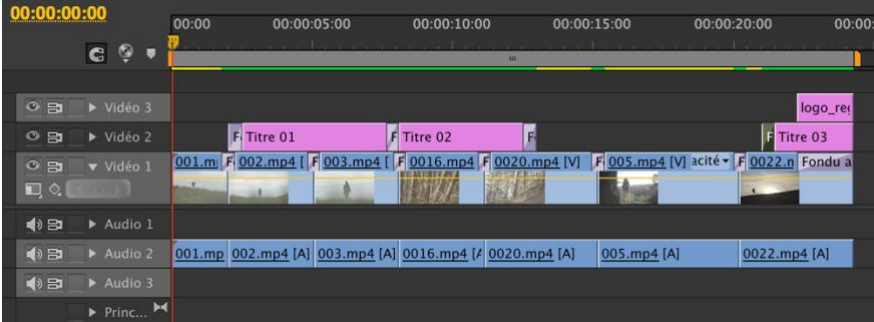 00:00:00:00
00:00 00:00:05:00 00:00:10:00 00:00:15:00 00:00:20:00 00:00:
Vidéo 3 logo_re
Vidéo 2 F Titre 01 F Titre 02 F F Titre 03
Vidéo 1 001.m F 002.mp4 [ F 003.mp4 [ F 0016.mp4 F 0020.mp4 [V] F 005.mp4 [V] acité F 0022.n Fondu a
Audio 1
Audio 2 001.mp 002.mp4 [A] 003.mp4 [A] 0016.mp4 [A 0020.mp4 [A] 005.mp4 [A] 0022.mp4 [A]
Audio 3
Princ...